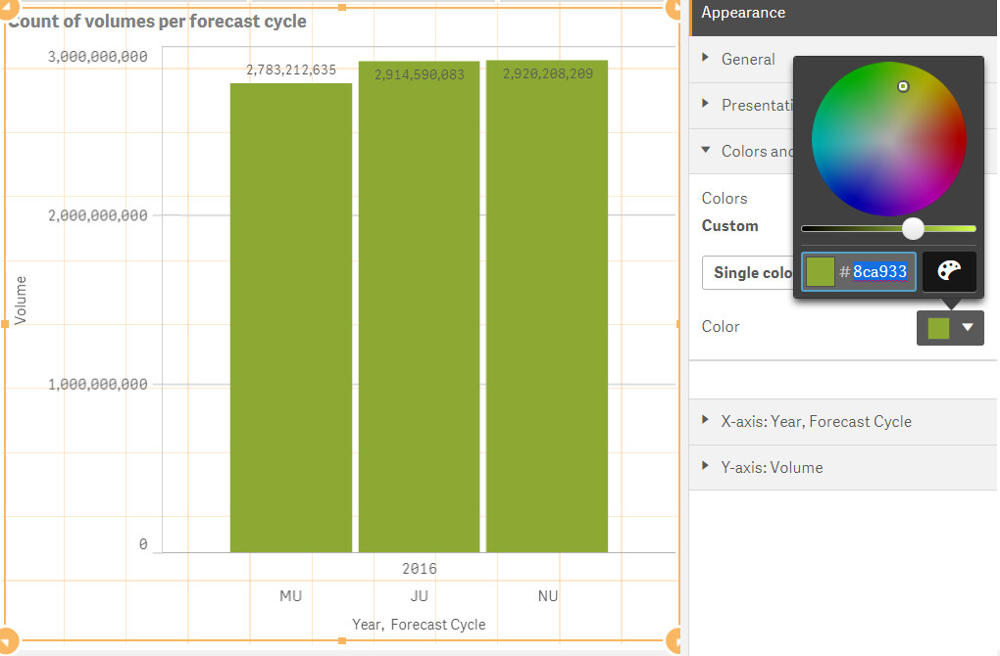 Count of volumes per forecast cycle
3,000,000,000
2,783,212,635
2,914,590,083
2,920,208,209
2,000,000,000
Volume
1,000,000,000
0
2016
MU
JU
NU
Year, Forecast Cycle
Appearance
General
Presentati
Colors and
Colors
Custom
Single colo
#8ca933
Color
X-axis: Year, Forecast Cycle
Y-axis: Volume